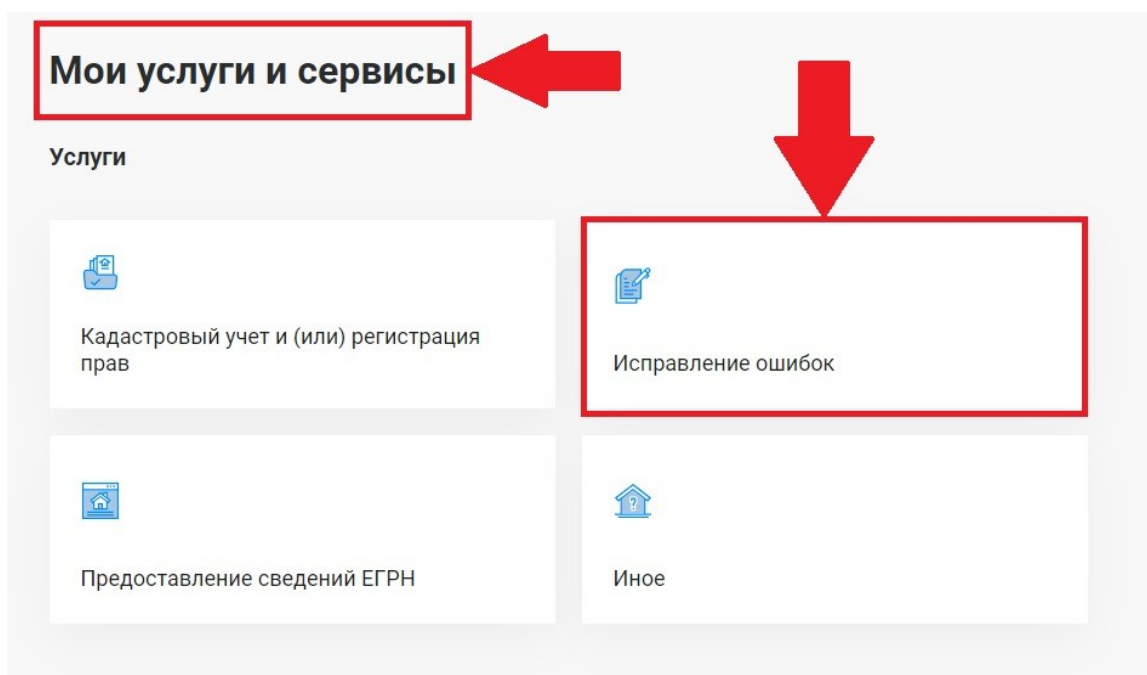 Мои услуги и сервисы
Услуги
Кадастровый учет и (или) регистрация
прав
Исправление ошибок
Предоставление сведений ЕГРН
Иное